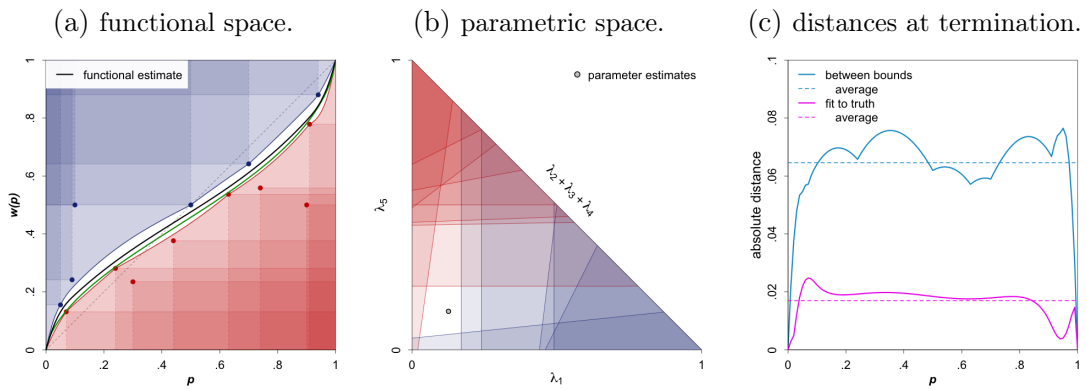 (a) functional space.
1
.8
.6
.4
.2
0
w(p)
functional estimate
0
.2
.4
.6
.8
1
p
(b) parametric space.
1
λ5
0
parameter estimates
λ2 + λ3 + λ4
0
λ1
1
(c) distances at termination.
.1
.08
.06
.04
.02
0
absolute distance
between bounds
average
fit to truth
average
0
.2
.4
.6
.8
1
p